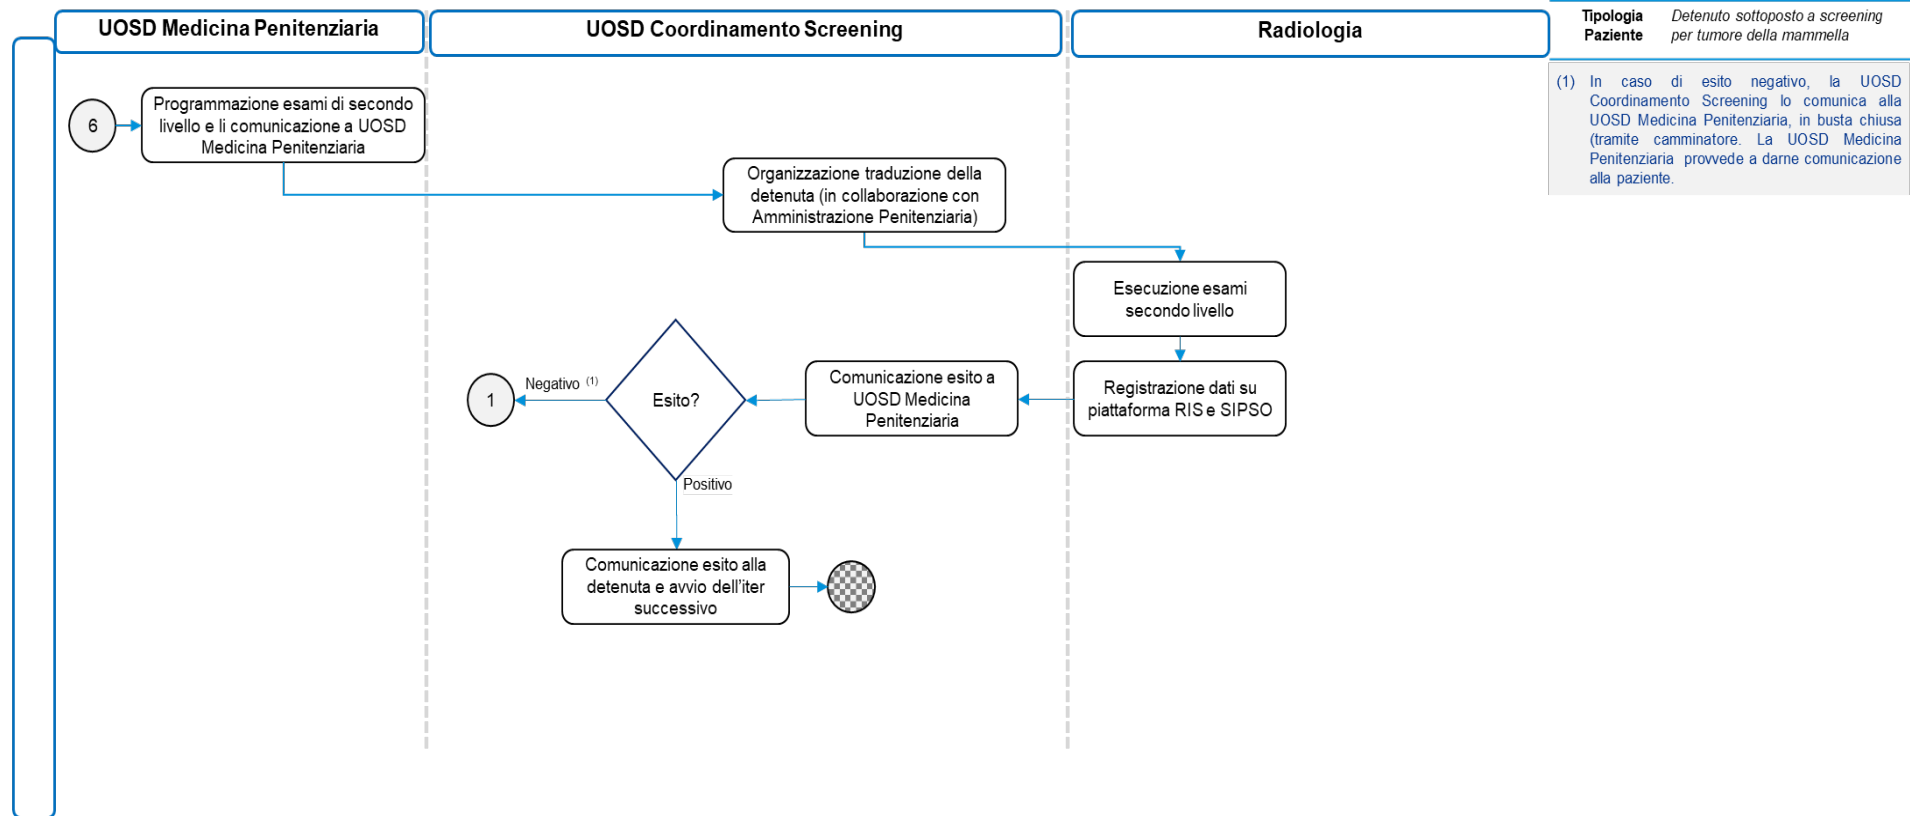 UOSD Medicina Penitenziaria
UOSD Coordinamento Screening
Radiologia
Tipologia Paziente
Detenuto sottoposto a screening
per tumore della mammella
(1) In caso di esito negativo, la UOSD
Coordinamento Screening lo comunica alla
UOSD Medicina Penitenziaria, in busta chiusa
(tramite camminatore. La UOSD Medicina
Penitenziaria provvede a darne comunicazione
alla paziente.
6
Programmazione esami di secondo
livello e li comunicazione a UOSD
Medicina Penitenziaria
Organizzazione traduzione della
detenuta (in collaborazione con
Amministrazione Penitenziaria)
Esecuzione esami
secondo livello
Registrazione dati su
piattaforma RIS e SIPSO
Comunicazione esito a
UOSD Medicina
Penitenziaria
Esito?
Negativo (1)
1
Positivo
Comunicazione esito alla
detenuta e avvio dell'iter
successivo